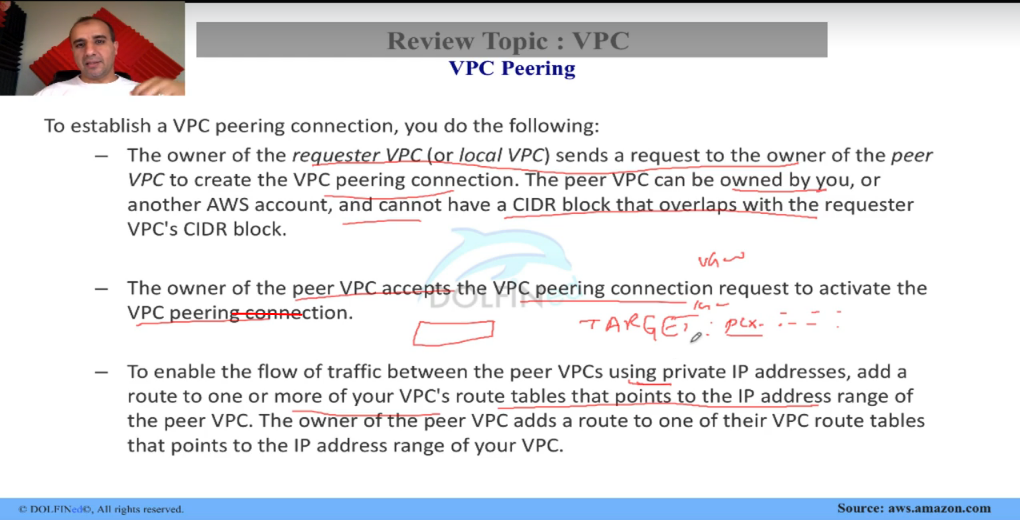 Review Topic : VPC
VPC Peering
To establish a VPC peering connection, you do the following:
– The owner of the requester VPC (or local VPC) sends a request to the owner of the peer
VPC to create the VPC peering connection. The peer VPC can be owned by you, or
another AWS account, and cannot have a CIDR block that overlaps with the requester
VPC's CIDR block.
– The owner of the peer VPC accepts the VPC peering connection request to activate the
VPC peering connection.
DOLFINed
TARGET : pcx-
– To enable the flow of traffic between the peer VPCs using private IP addresses, add a
route to one or more of your VPC's route tables that points to the IP address range of
the peer VPC. The owner of the peer VPC adds a route to one of their VPC route tables
that points to the IP address range of your VPC.
© DOLFINed©, All rights reserved.
Source: aws.amazon.com